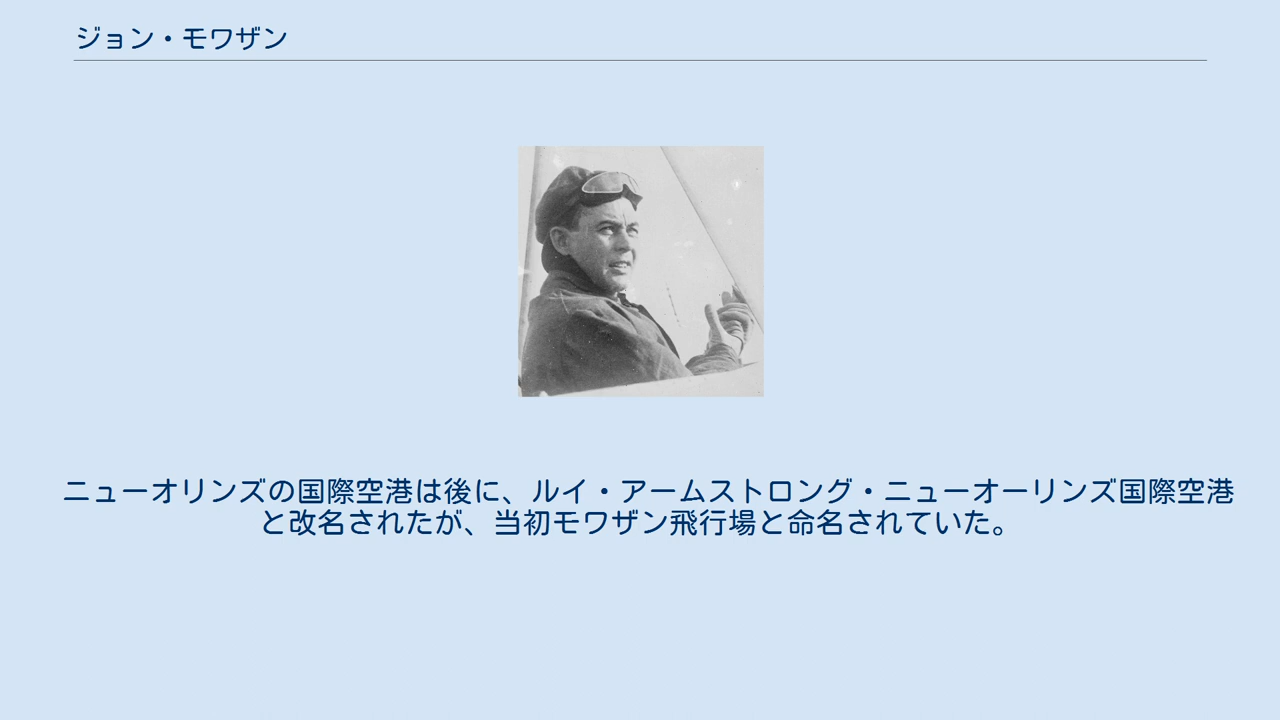 ジョン・モワザン
ニューオリンズの国際空港は後に、ルイ・アームストロング・ニューオーリンズ国際空港
と改名されたが、当初モワザン飛行場と命名されていた。